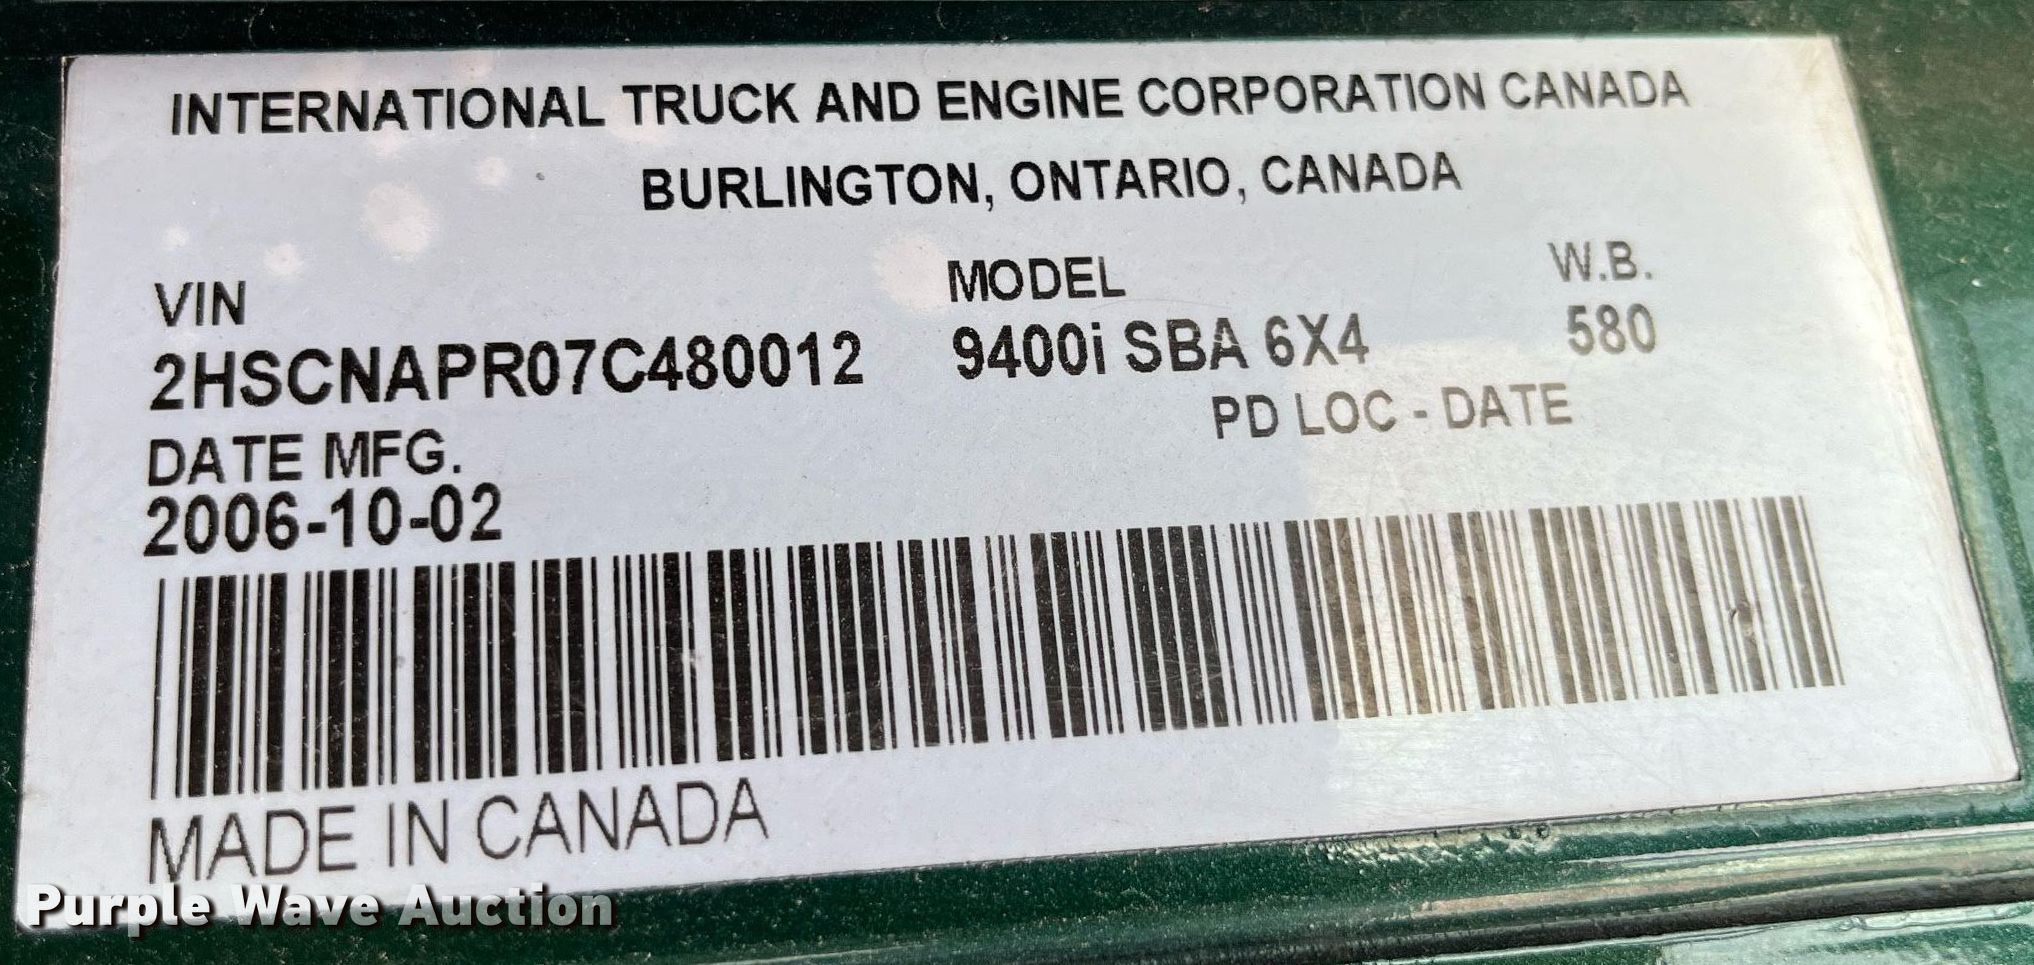 INTERNATIONAL TRUCK AND ENGINE CORPORATION CANADA
BURLINGTON, ONTARIO, CANADA
VIN MODEL W.B.
2HSCNAPR07C480012 9400i SBA 6X4 580
DATE MFG. PD LOC - DATE
2006-10-02
MADE IN CANADA
Purple Wave Auction